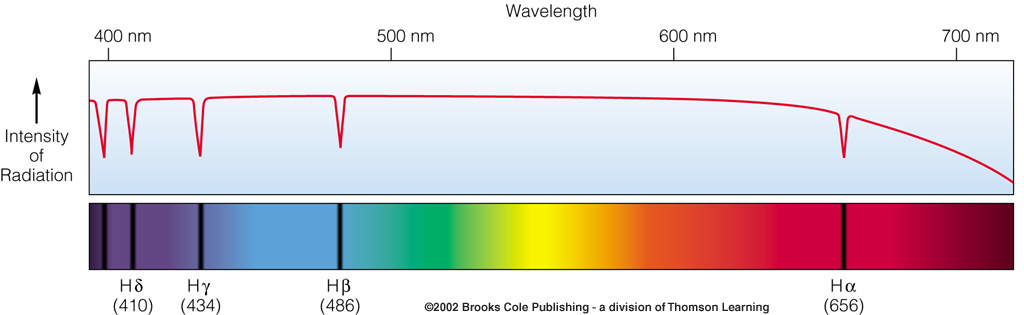 Wavelength
400 nm 500 nm 600 nm 700 nm
Intensity
of
Radiation
Hδ Hγ Hβ Hα
(410) (434) (486) (656)
©2002 Brooks Cole Publishing - a division of Thomson Learning